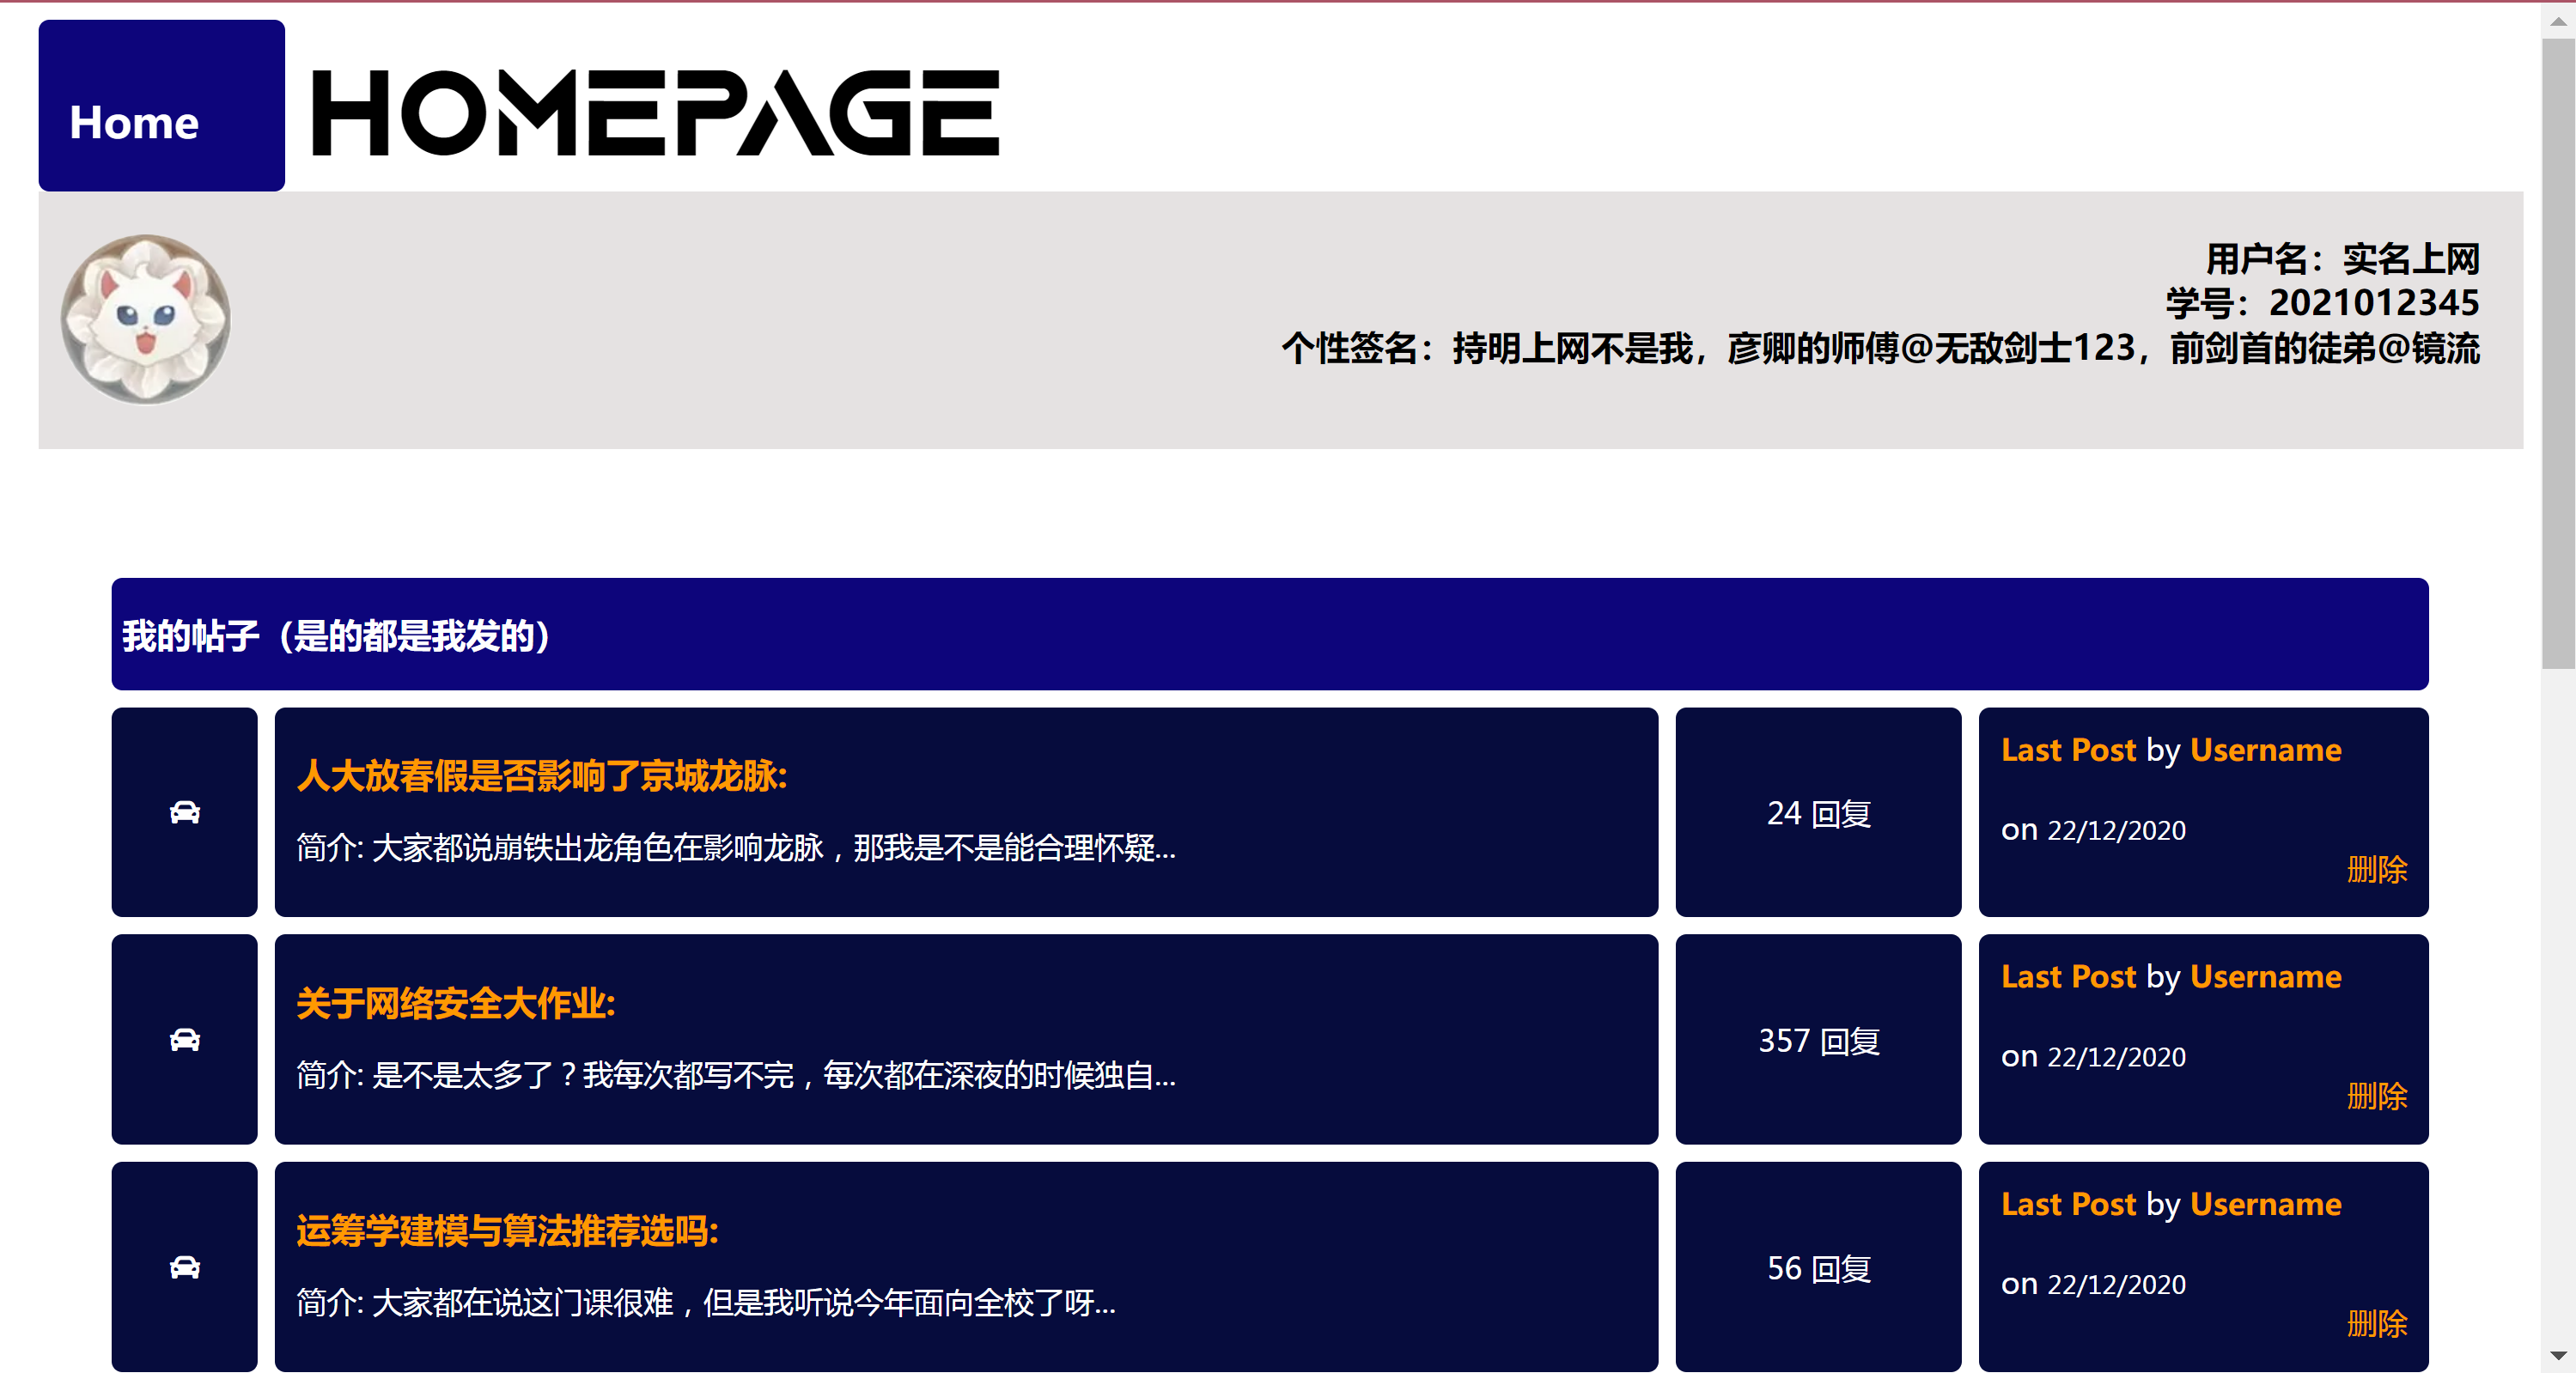 Home
HOMEPAGE
用户名：实名上网
学号：2021012345
个性签名：持明上网不是我，彦卿的师傅@无敌剑士123，前剑首的徒弟@镜流
我的帖子（是的都是我发的）
人大放春假是否影响了京城龙脉:
简介: 大家都说崩铁出龙角色在影响龙脉，那我是不是能合理怀疑...
24 回复
Last Post by Username
on 22/12/2020
删除
关于网络安全大作业:
简介: 是不是太多了？我每次都写不完，每次都在深夜的时候独自...
357 回复
Last Post by Username
on 22/12/2020
删除
运筹学建模与算法推荐选吗:
简介: 大家都在说这门课很难，但是我听说今年面向全校了呀...
56 回复
Last Post by Username
on 22/12/2020
删除